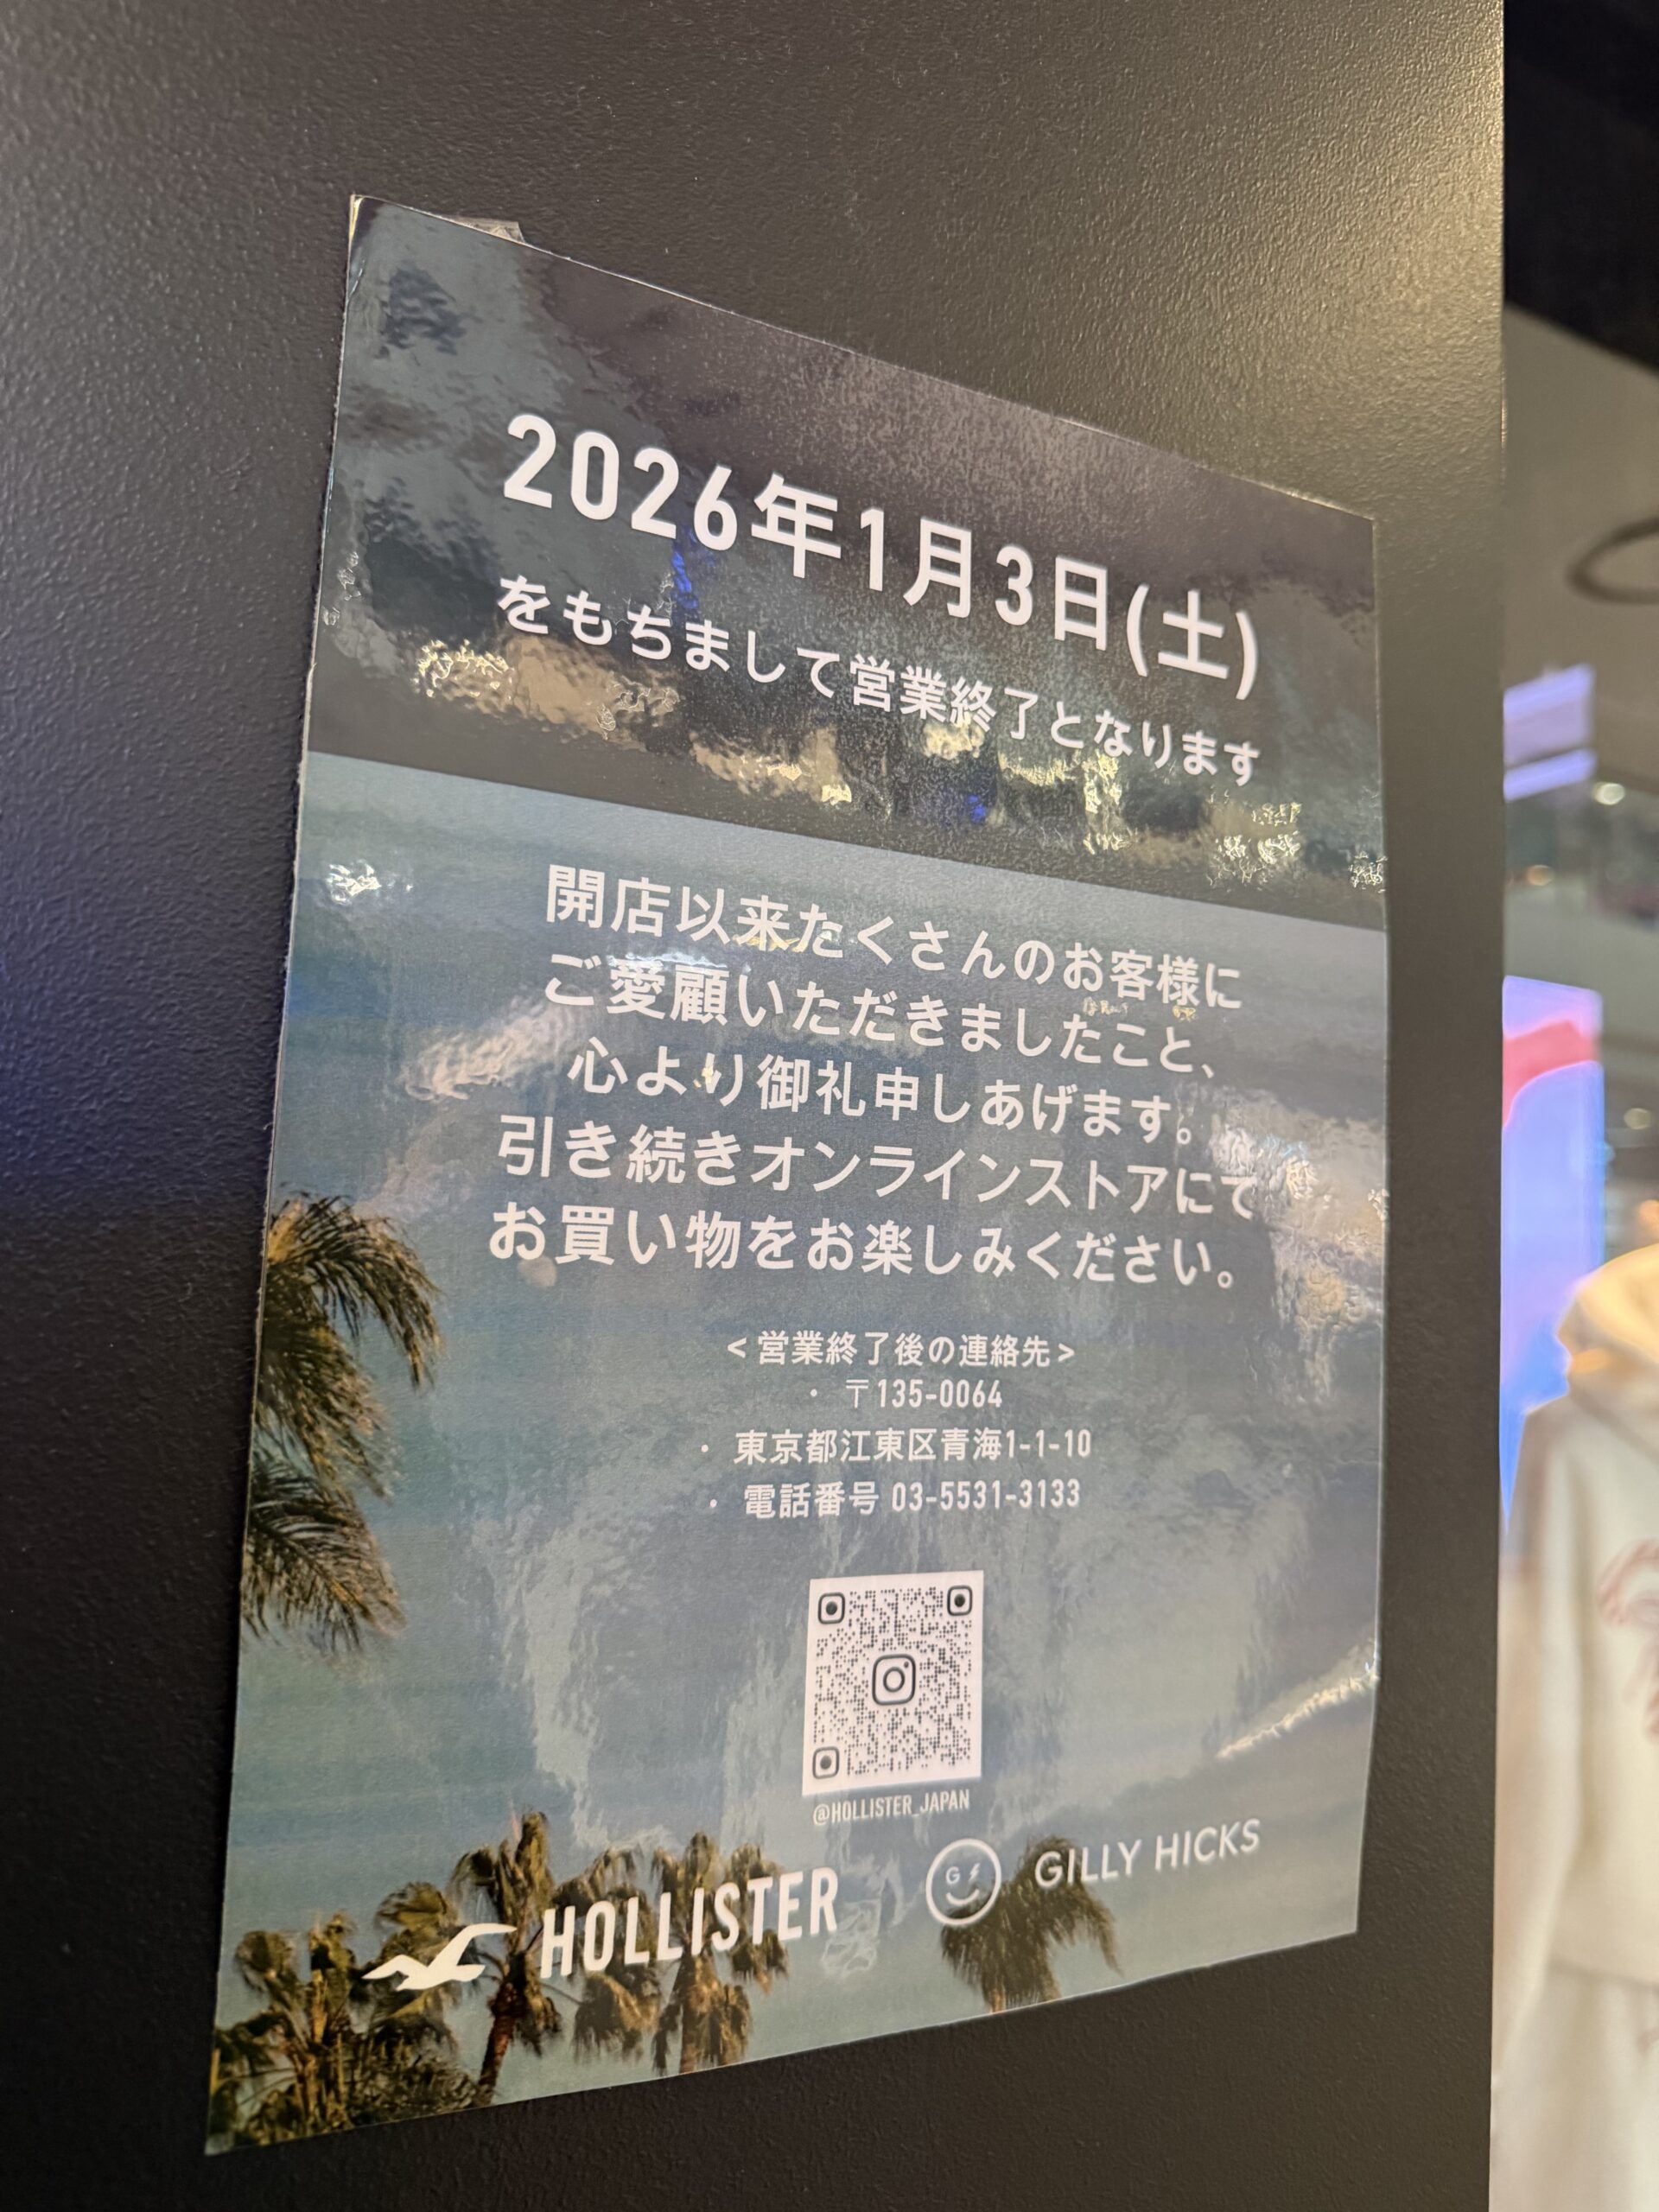 2026年1月3日(土)
をもちまして営業終了となります
開店以来たくさんのお客様に
ご愛顧いただきましたこと、
心より御礼申しあげます。
引き続きオンラインストアにて
お買い物をお楽しみください。
<営業終了後の連絡先>
・ 〒135-0064
・ 東京都江東区青海1-1-10
・ 電話番号 03-5531-3133
@HOLLISTER_JAPAN
HOLLISTER
G
GILLY HICKS